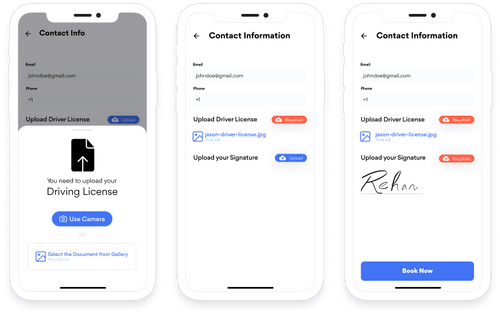 Contact Info
Email
johndoe@gmail.com
Phone
+1
Upload Driver License
Upload
You need to upload your
Driving License
Use Camera
or
Select the Document from Gallery
Contact Information
Email
johndoe@gmail.com
Phone
+1
Upload Driver License
Reupload
jason-driver-license.jpg
Upload your Signature
Upload
Contact Information
Email
johndoe@gmail.com
Phone
+1
Upload Driver License
Reupload
jason-driver-license.jpg
Upload your Signature
Reupload
Rehan
Book Now